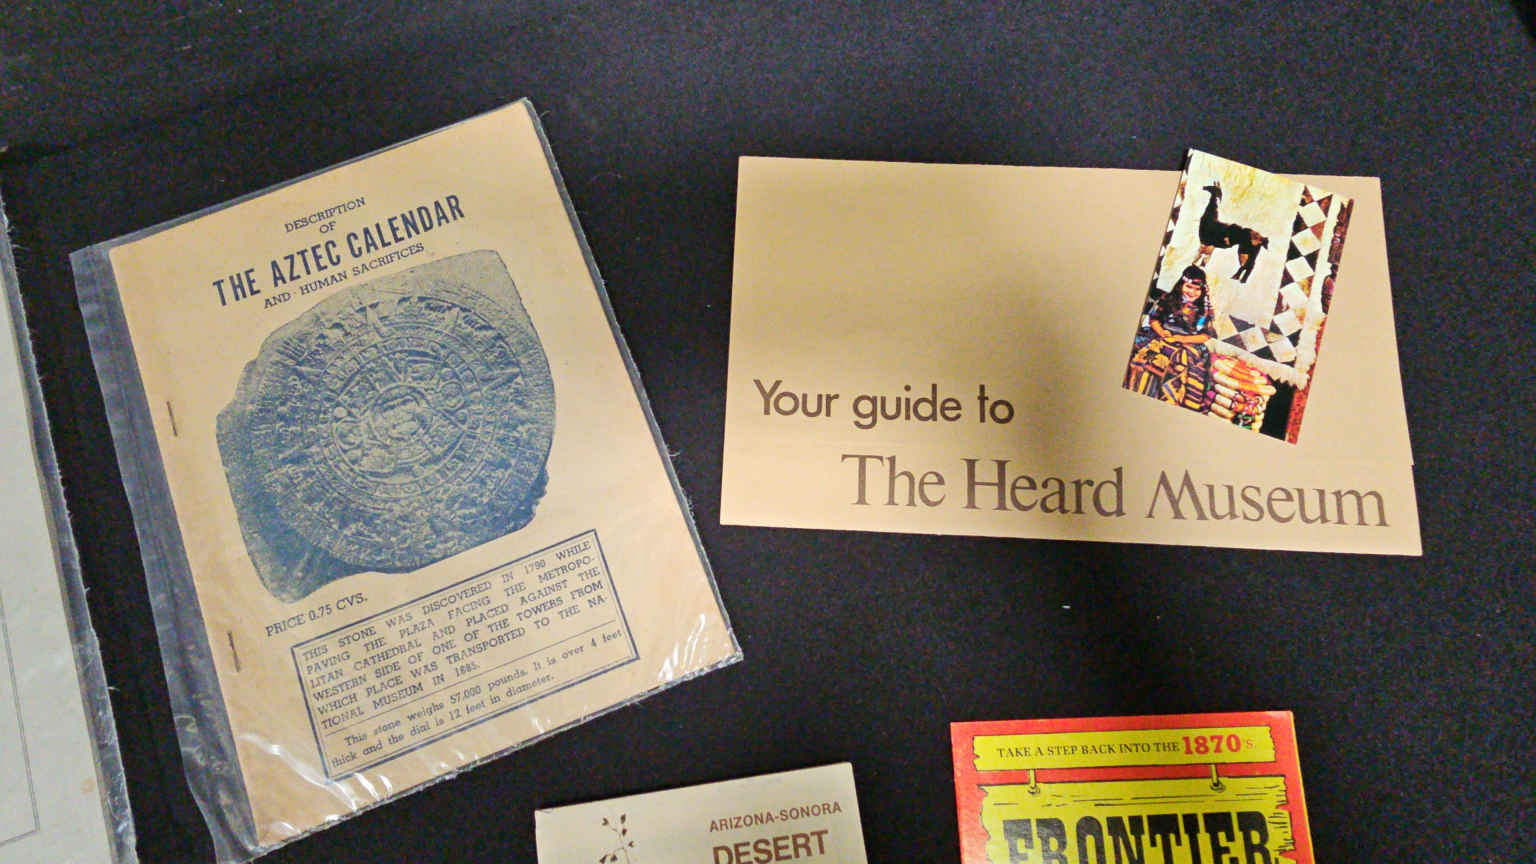 DESCRIPTION
OF
THE AZTEC CALENDAR
AND HUMAN SACRIFICES
PRICE 0.75 CVS.
THIS STONE WAS DISCOVERED IN 1790 WHILE
PAVING THE PLAZA FACING THE METROPO-
LITAN CATHEDRAL AND PLACED AGAINST THE
WESTERN SIDE OF ONE OF THE TOWERS FROM
WHICH PLACE WAS TRANSPORTED TO THE NA-
TIONAL MUSEUM IN 1885.
This stone weighs 57.000 pounds. It is over 4 feet
thick and the dial is 12 feet in diameter.
Your guide to
The Heard Museum
ARIZONA-SONORA
DESERT
TAKE A STEP BACK INTO THE 1870's
FRONTIER